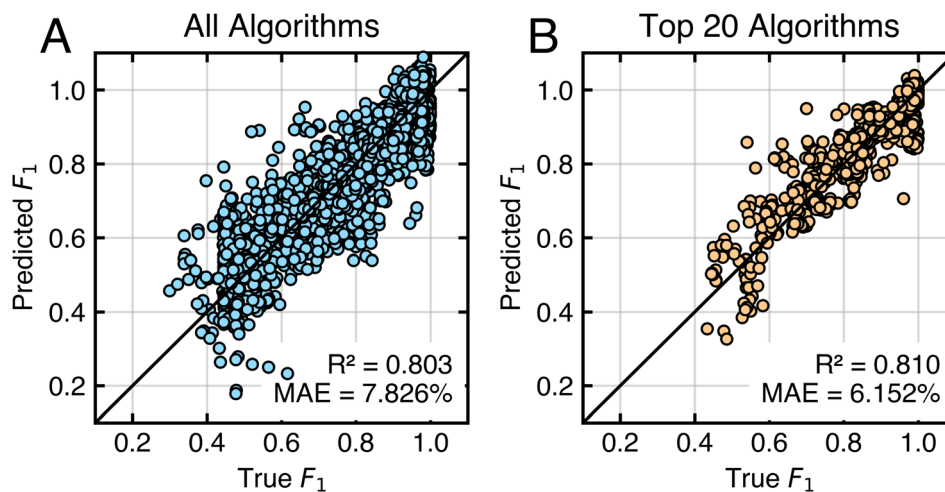 A
All Algorithms
1.0
0.8
0.6
0.4
0.2
Predicted F₁
R² = 0.803
MAE = 7.826%
0.2 0.4 0.6 0.8 1.0
True F₁
B
Top 20 Algorithms
1.0
0.8
0.6
0.4
0.2
Predicted F₁
R² = 0.810
MAE = 6.152%
0.2 0.4 0.6 0.8 1.0
True F₁